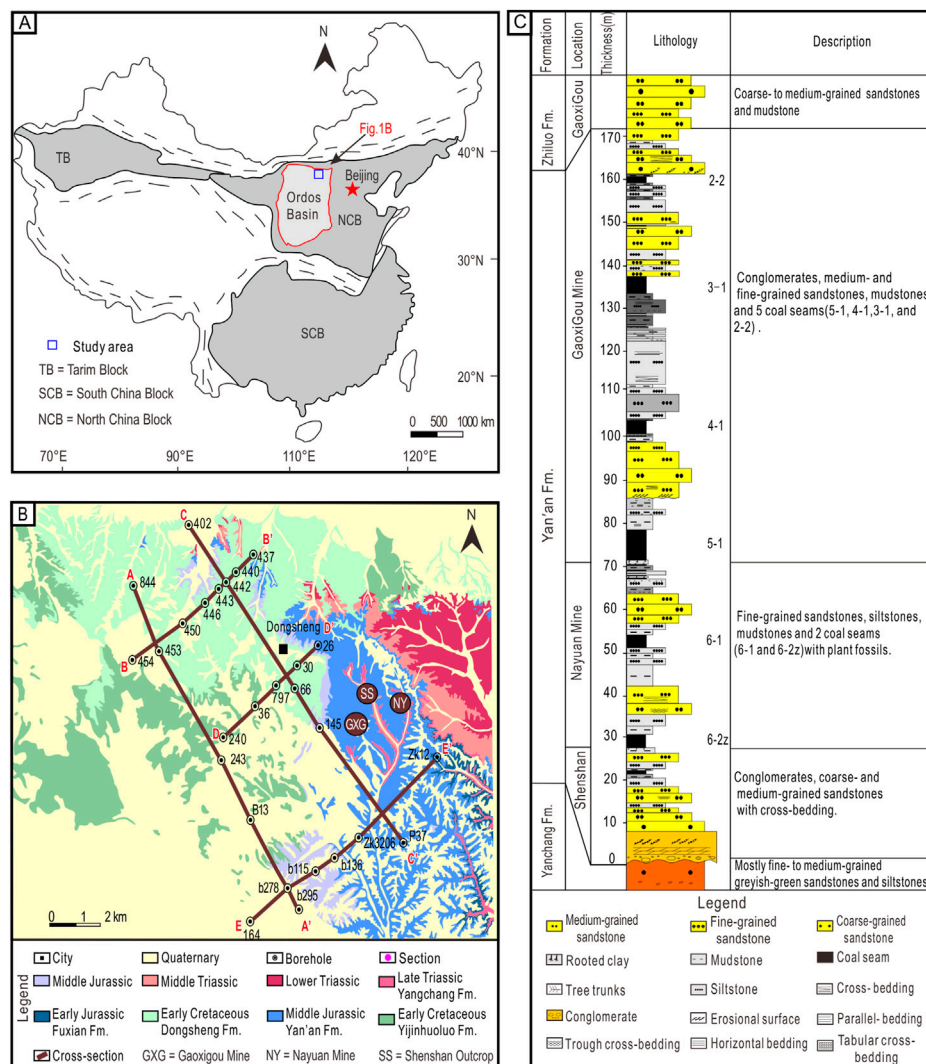 A
N
Fig.1B
40°N
TB
Beijing
Ordos
Basin
NCB
30°N
SCB
Study area
TB = Tarim Block
20°N
SCB = South China Block
NCB = North China Block
0 500 1000 km
70°E 90°E 110°E 120°E
B
N
C
402
B'
437
A
844
440
442
443
446
Dongsheng
D'
450
26
453
B
454
30
SS
NY
797
66
36
GXG
145
D
240
E'
243
Zk12
B13
Zk3206
P37
b136
C'
b115
b278
b295
E
164
A'
0 1 2 km
Legend
City
Quaternary
Borehole
Section
Middle Jurassic
Middle Triassic
Lower Triassic
Late Triassic
Yangchang Fm.
Early Jurassic
Fuxian Fm.
Early Cretaceous
Dongsheng Fm.
Middle Jurassic
Yan'an Fm.
Early Cretaceous
Yijinhuoluo Fm.
Cross-section
GXG = Gaoxigou Mine
NY = Nayuan Mine
SS = Shenshan Outcrop
C
Formation
Location
Thickness(m)
Lithology
Description
Zhiluo Fm.
GaoxiGou
Coarse- to medium-grained sandstones
and mudstone
170
160
2-2
150
140
3-1
130
120
110
4-1
100
90
80
5-1
70
60
6-1
50
40
30
6-2z
20
10
0
Yan'an Fm.
GaoxiGou Mine
Conglomerates, medium- and
fine-grained sandstones, mudstones
and 5 coal seams(5-1, 4-1,3-1, and
2-2) .
Nayuan Mine
Fine-grained sandstones, siltstones,
mudstones and 2 coal seams
(6-1 and 6-2z)with plant fossils.
Shenshan
Conglomerates, coarse- and
medium-grained sandstones
with cross-bedding.
Yanchang Fm.
Mostly fine- to medium-grained
greyish-green sandstones and siltstones
Legend
Medium-grained
sandstone
Fine-grained
sandstone
Coarse-grained
sandstone
Rooted clay
Mudstone
Coal seam
Tree trunks
Siltstone
Cross- bedding
Conglomerate
Erosional surface
Parallel- bedding
Trough cross-bedding
Horizontal bedding
Tabular cross-
bedding